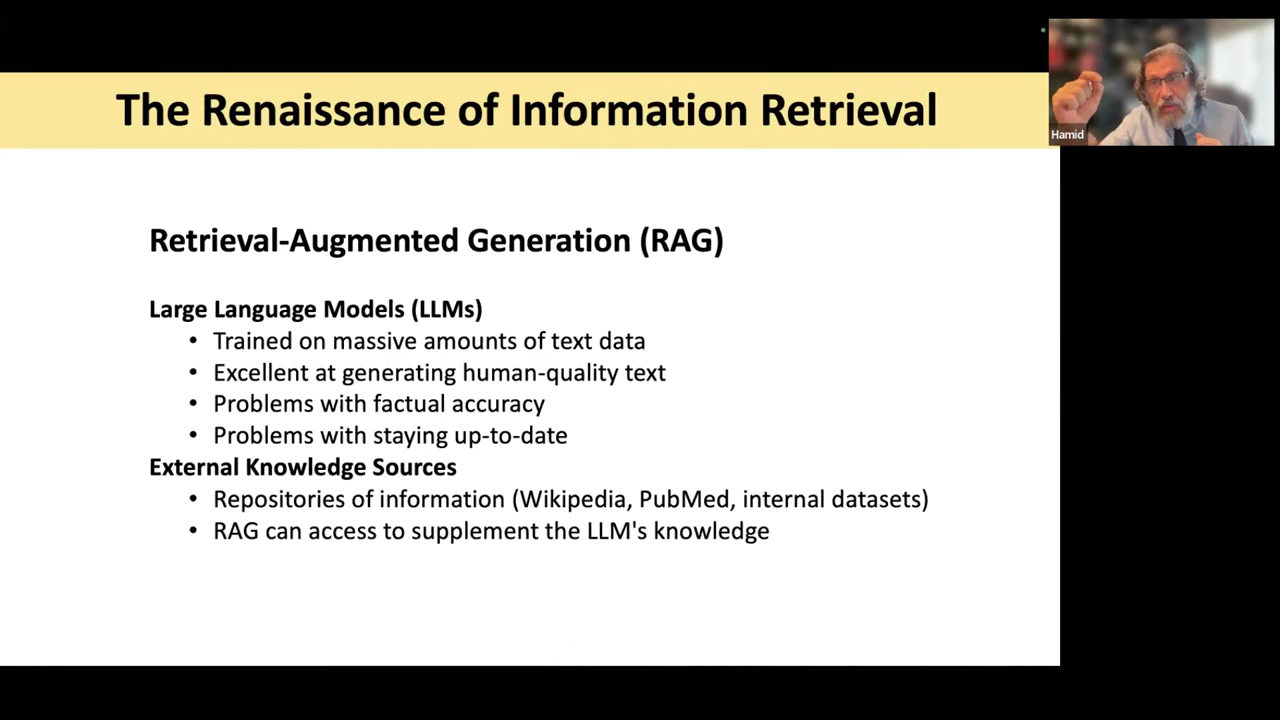 The Renaissance of Information Retrieval
Hamid
Retrieval-Augmented Generation (RAG)
Large Language Models (LLMs)
• Trained on massive amounts of text data
• Excellent at generating human-quality text
• Problems with factual accuracy
• Problems with staying up-to-date
External Knowledge Sources
• Repositories of information (Wikipedia, PubMed, internal datasets)
• RAG can access to supplement the LLM's knowledge